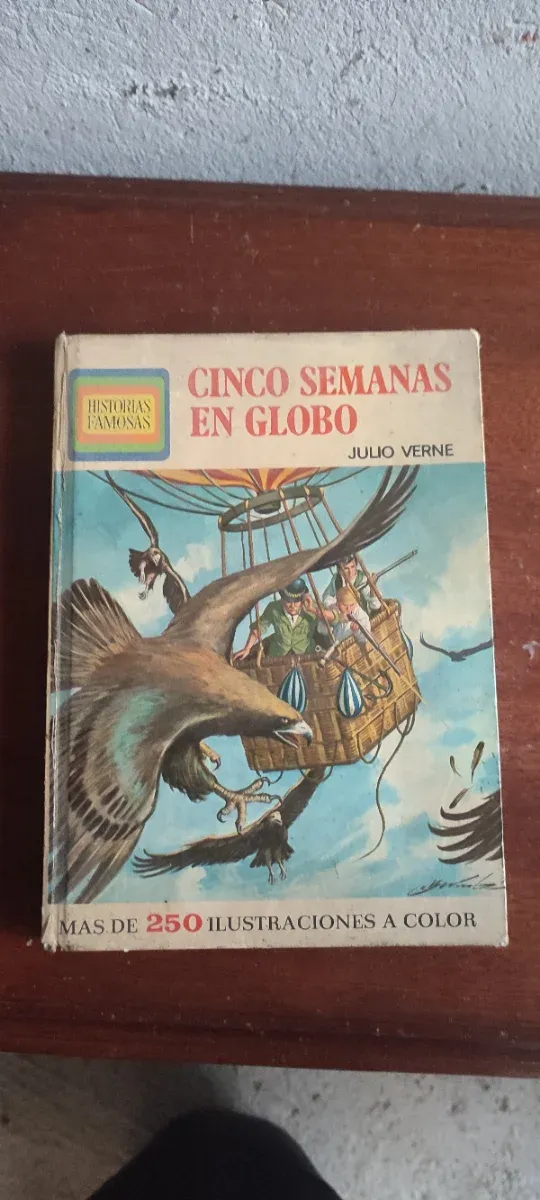 HISTORIAS
FAMOSAS
CINCO SEMANAS
EN GLOBO
JULIO VERNE
MAS DE 250 ILUSTRACIONES A COLOR